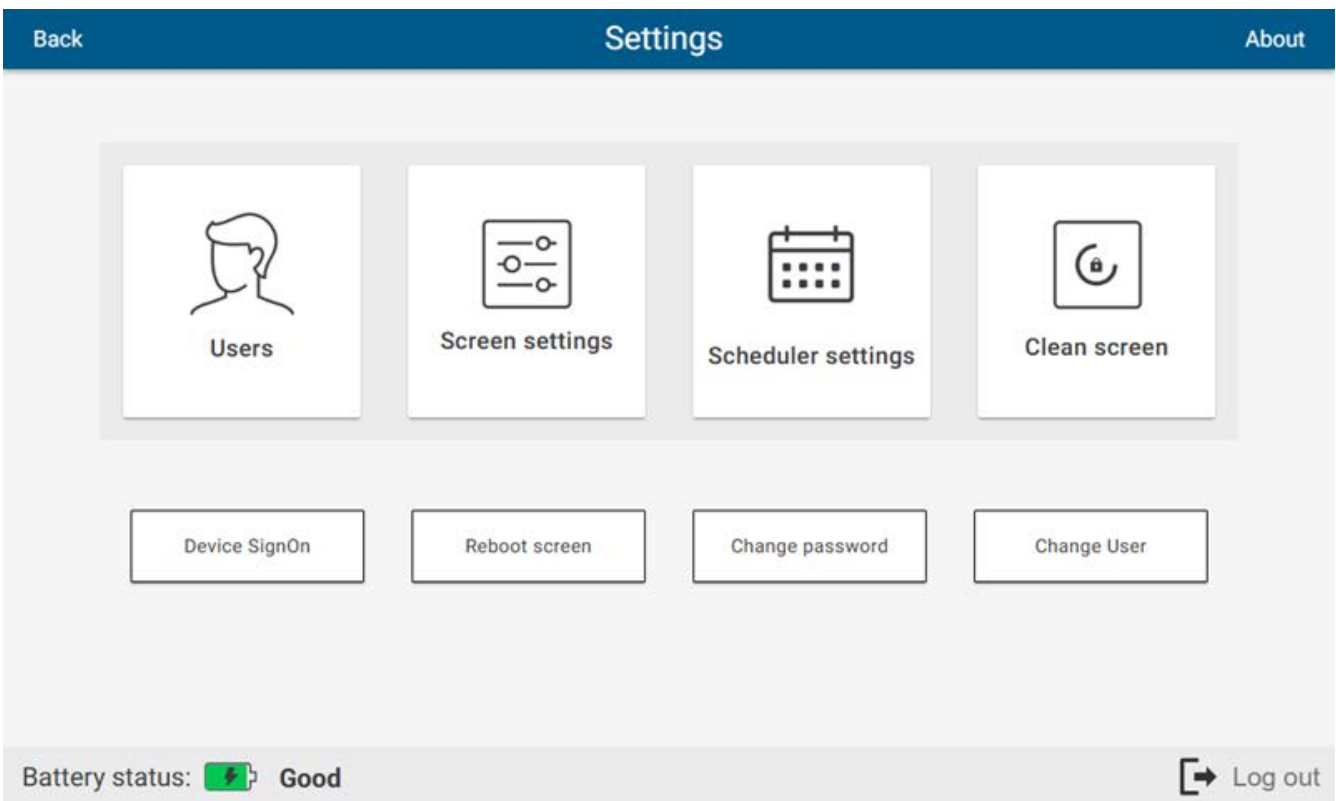 Back
Settings
About
Users
Screen settings
Scheduler settings
Clean screen
Device SignOn
Reboot screen
Change password
Change User
Battery status: Good
Log out